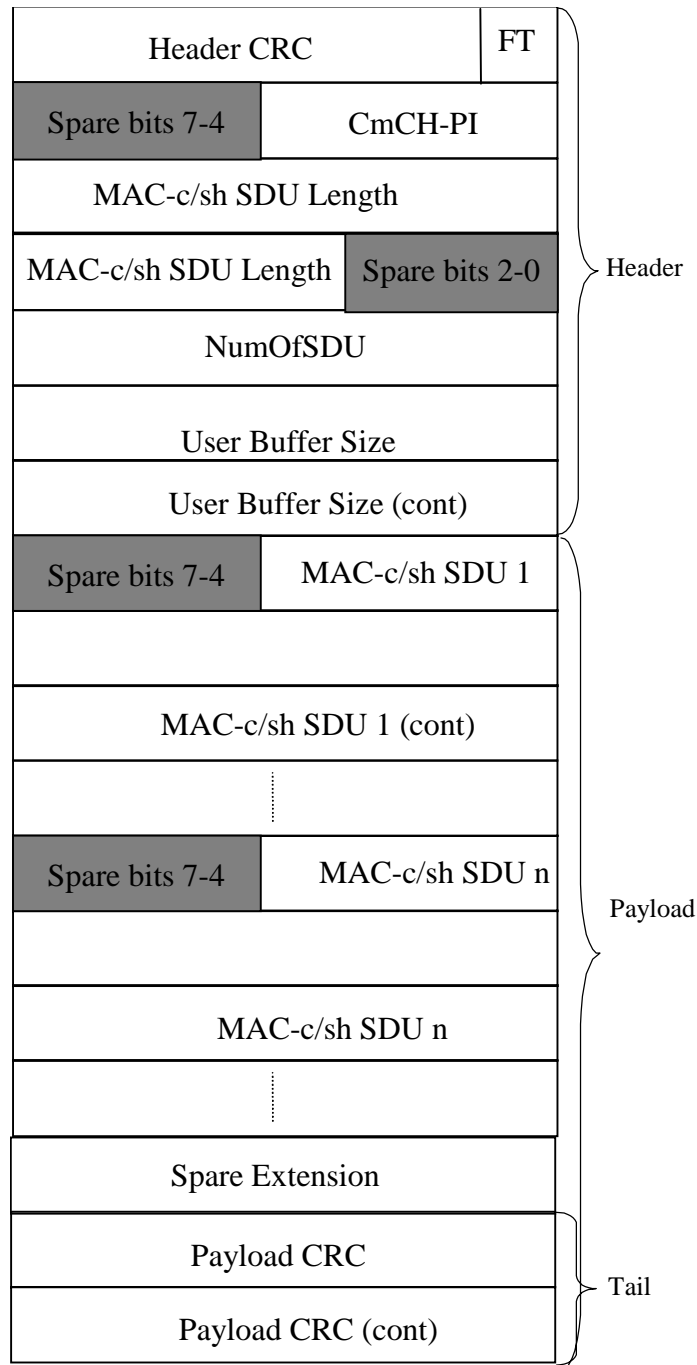 Header CRC FT
Spare bits 7-4 CmCH-PI
MAC-c/sh SDU Length
MAC-c/sh SDU Length Spare bits 2-0
Header
NumOfSDU
User Buffer Size
User Buffer Size (cont)
Spare bits 7-4 MAC-c/sh SDU 1
MAC-c/sh SDU 1 (cont)
Spare bits 7-4 MAC-c/sh SDU n
Payload
MAC-c/sh SDU n
Spare Extension
Payload CRC
Tail
Payload CRC (cont)